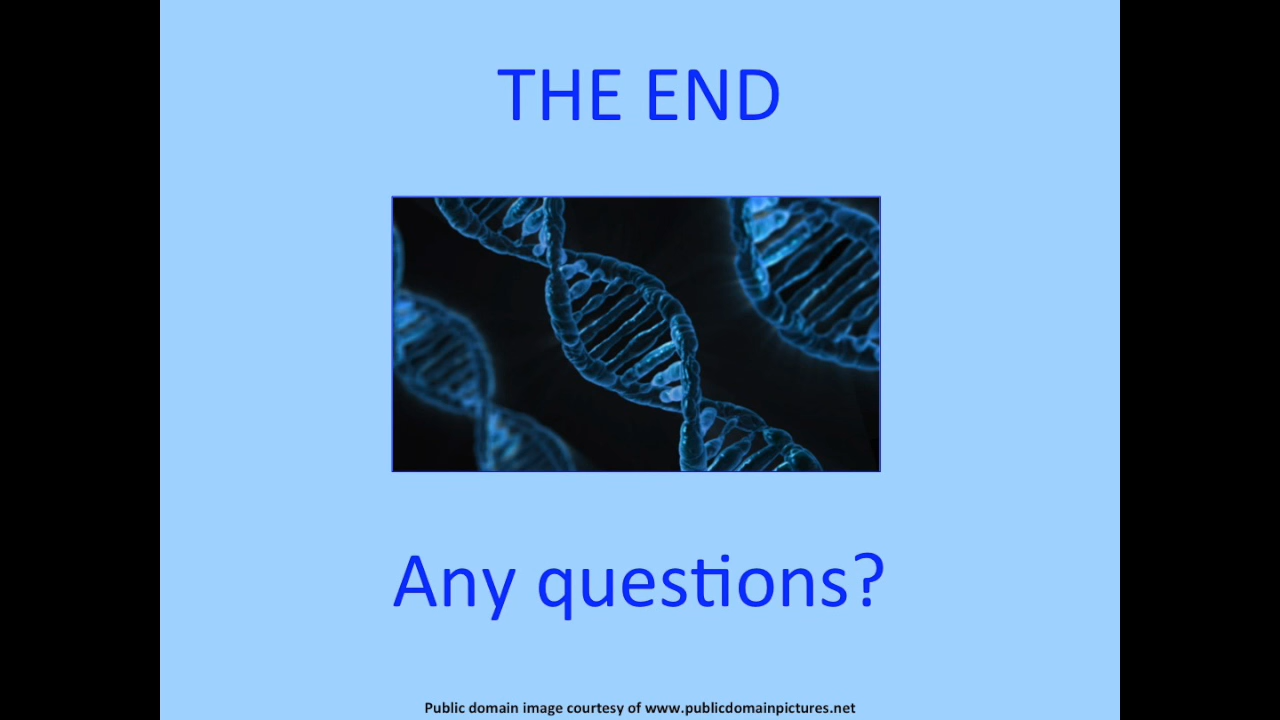 THE END
Any questions?
Public domain image courtesy of www.publicdomainpictures.net